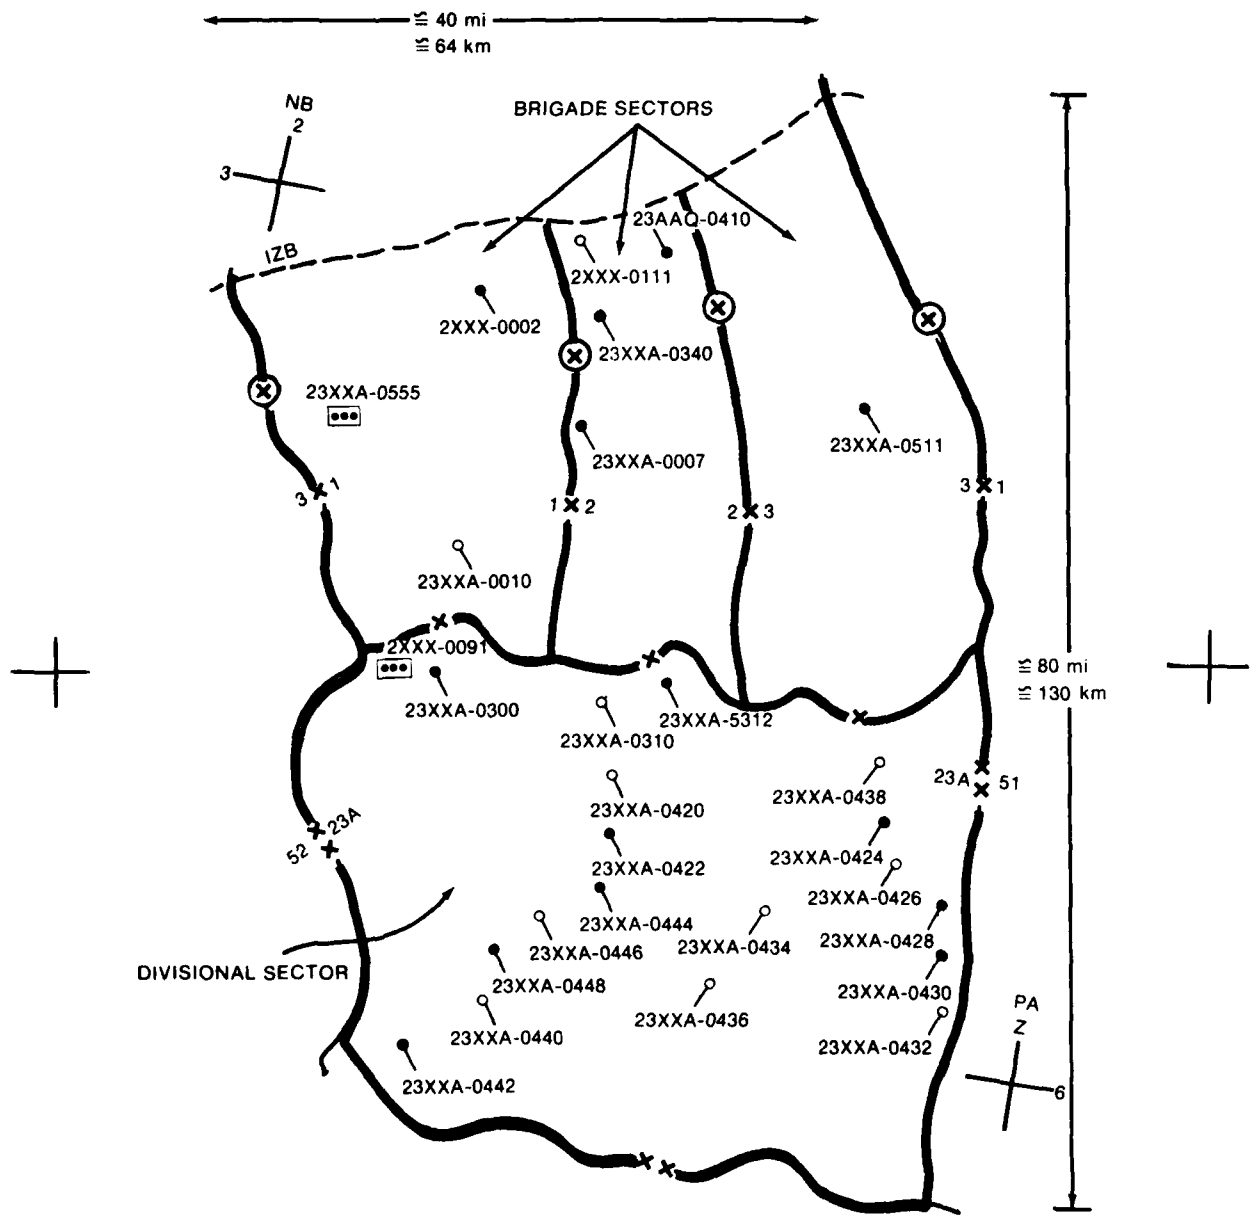 ≅ 40 mi
≅ 64 km
NB
2
3
BRIGADE SECTORS
23AAQ-0410
IZB
2XXX-0111
2XXX-0002
23XXA-0340
23XXA-0555
23XXA-0511
23XXA-0007
3 1
1 2
2 3
3 1
23XXA-0010
2XXX-0091
23XXA-0300
23XXA-5312
23XXA-0310
≅ 80 mi
≅ 130 km
23A 51
23XXA-0438
23XXA-0420
52 23A
23XXA-0424
23XXA-0422
23XXA-0426
23XXA-0444
23XXA-0428
23XXA-0434
23XXA-0446
DIVISIONAL SECTOR
23XXA-0448
23XXA-0430
PA
Z
6
23XXA-0436
23XXA-0440
23XXA-0432
23XXA-0442